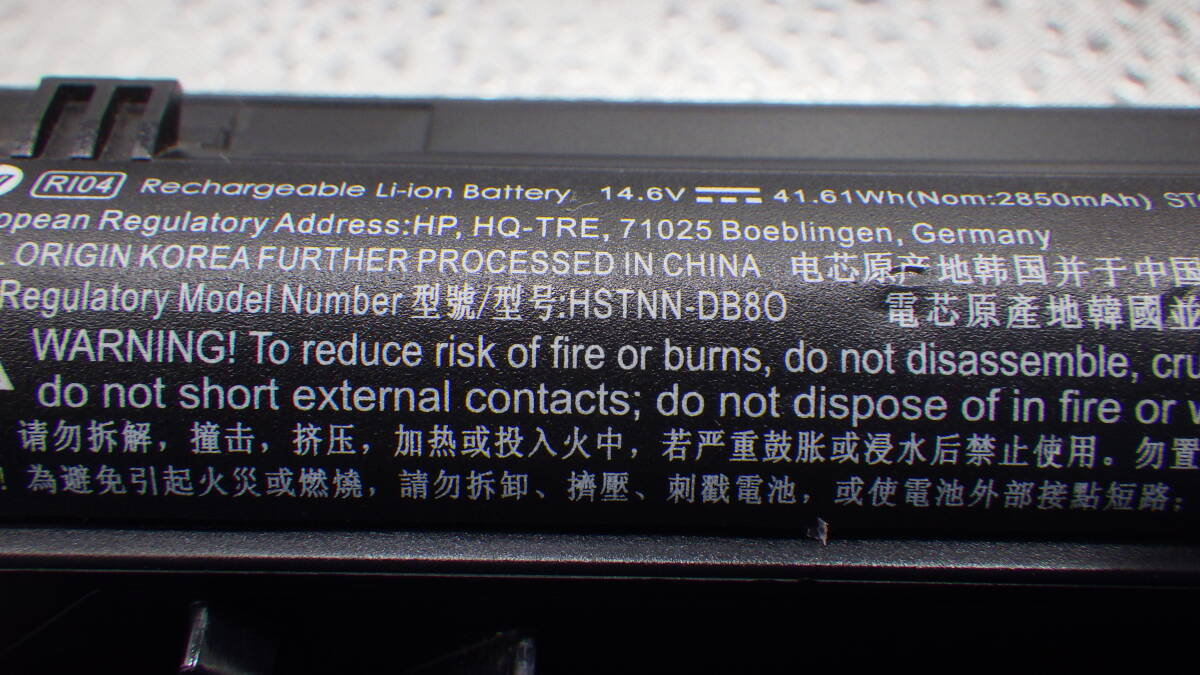 RI04 Rechargeable Li-ion Battery 14.6V 41.61Wh(Nom:2850mAh) ST
opean Regulatory Address:HP, HQ-TRE, 71025 Boeblingen, Germany
ORIGIN KOREA FURTHER PROCESSED IN CHINA 电芯原产地韩国并于中国
Regulatory Model Number 型號/型号:HSTNN-DB8O 電芯原產地韓國並
WARNING! To reduce risk of fire or burns, do not disassemble, cru
do not short external contacts; do not dispose of in fire or w
请勿拆解，撞击，挤压，加热或投入火中，若严重鼓胀或浸水后禁止使用。勿置
! 為避免引起火災或燃燒，請勿拆卸、擠壓、刺戳電池，或使電池外部接點短路；